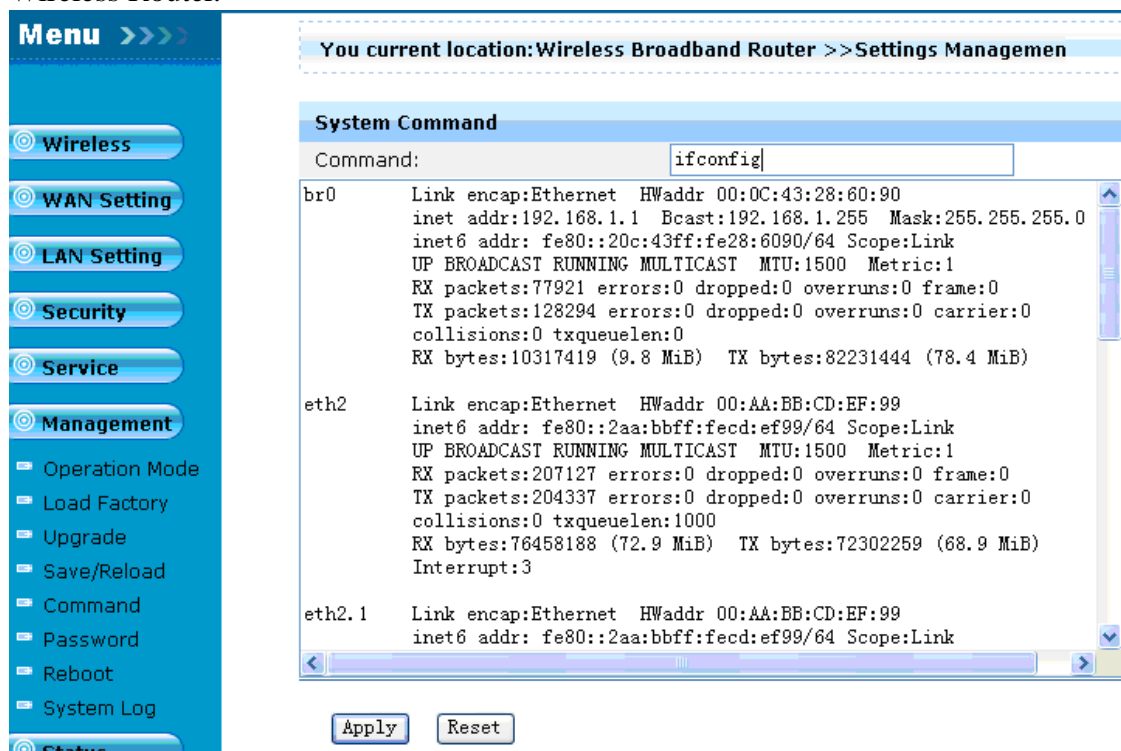 Wireless Router.
Menu >>>>
You current location:Wireless Broadband Router >>Settings Managemen
Wireless
WAN Setting
LAN Setting
Security
Service
Management
Operation Mode
Load Factory
Upgrade
Save/Reload
Command
Password
Reboot
System Log
Status
System Command
Command: ifconfig
br0 Link encap:Ethernet HWaddr 00:0C:43:28:60:90
inet addr:192.168.1.1 Bcast:192.168.1.255 Mask:255.255.255.0
inet6 addr: fe80::20c:43ff:fe28:6090/64 Scope:Link
UP BROADCAST RUNNING MULTICAST MTU:1500 Metric:1
RX packets:77921 errors:0 dropped:0 overruns:0 frame:0
TX packets:128294 errors:0 dropped:0 overruns:0 carrier:0
collisions:0 txqueuelen:0
RX bytes:10317419 (9.8 MiB) TX bytes:82231444 (78.4 MiB)
eth2 Link encap:Ethernet HWaddr 00:AA:BB:CD:EF:99
inet6 addr: fe80::2aa:bbff:fecd:ef99/64 Scope:Link
UP BROADCAST RUNNING MULTICAST MTU:1500 Metric:1
RX packets:207127 errors:0 dropped:0 overruns:0 frame:0
TX packets:204337 errors:0 dropped:0 overruns:0 carrier:0
collisions:0 txqueuelen:1000
RX bytes:76458188 (72.9 MiB) TX bytes:72302259 (68.9 MiB)
Interrupt:3
eth2.1 Link encap:Ethernet HWaddr 00:AA:BB:CD:EF:99
inet6 addr: fe80::2aa:bbff:fecd:ef99/64 Scope:Link
Apply Reset